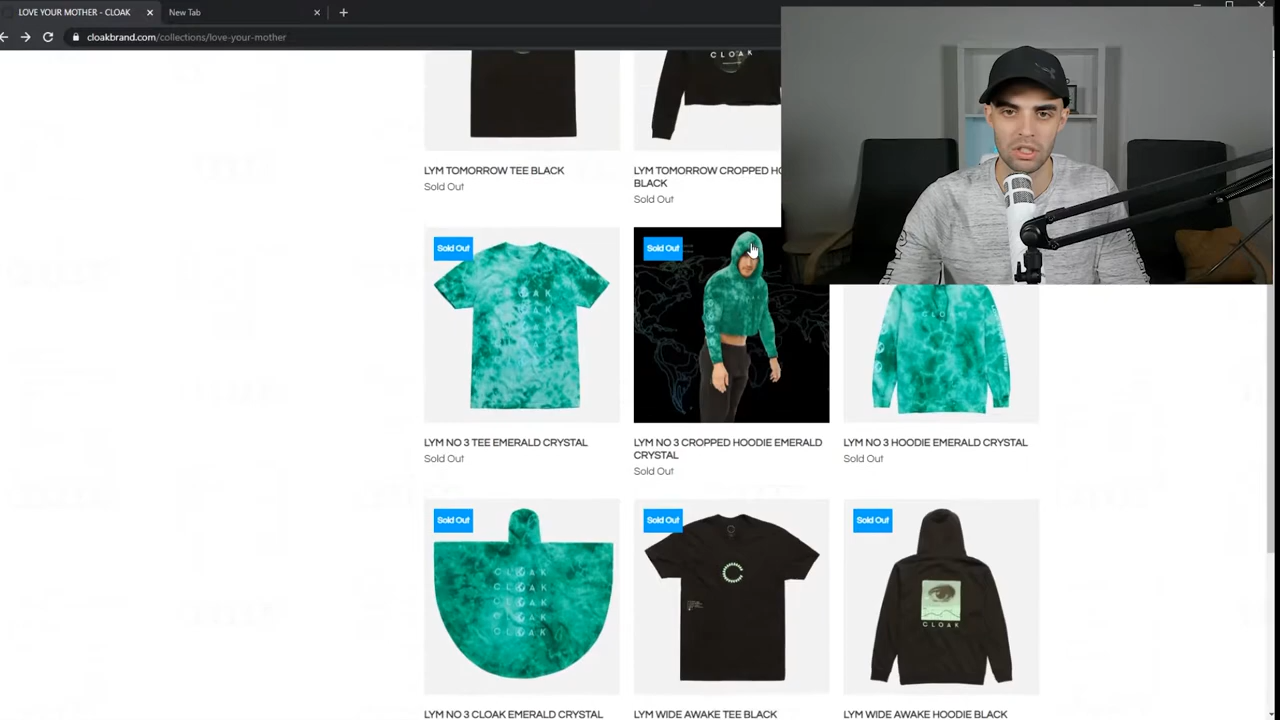 LOVE YOUR MOTHER - CLOAK
New Tab
cloakbrand.com/collections/love-your-mother
CLOAK
LYM TOMORROW TEE BLACK
Sold Out
LYM TOMORROW CROPPED HO
BLACK
Sold Out
Sold Out
CLOAK
Sold Out
CLO
LYM NO 3 TEE EMERALD CRYSTAL
Sold Out
LYM NO 3 CROPPED HOODIE EMERALD
CRYSTAL
Sold Out
LYM NO 3 HOODIE EMERALD CRYSTAL
Sold Out
Sold Out
CLOAK
CLOAK
CLOAK
CLOAK
CLOAK
Sold Out
Sold Out
CLOAK
LYM NO 3 CLOAK EMERALD CRYSTAL
LYM WIDE AWAKE TEE BLACK
LYM WIDE AWAKE HOODIE BLACK